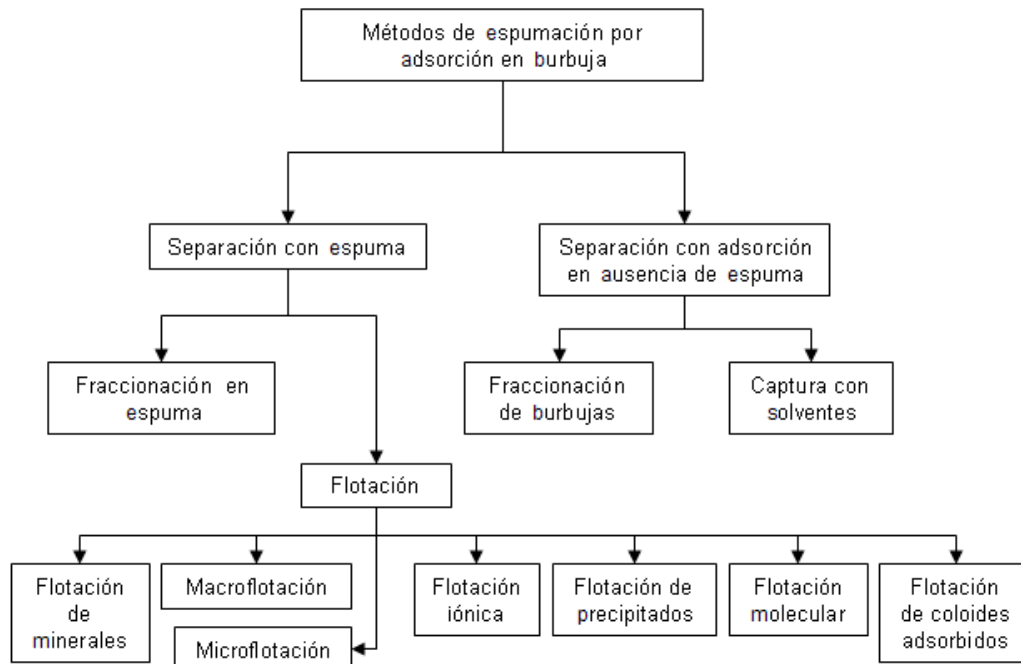 Métodos de espumación por
adsorción en burbuja
Separación con espuma
Separación con adsorción
en ausencia de espuma
Fraccionación en
espuma
Fraccionación
de burbujas
Captura con
solventes
Flotación
Flotación
de
minerales
Macroflotación
Microflotación
Flotación
iónica
Flotación de
precipitados
Flotación
molecular
Flotación
de coloides
adsorbidos